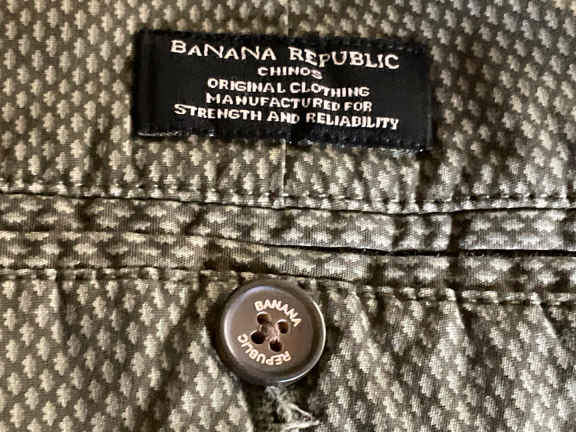 BANANA REPUBLIC
CHINOS
ORIGINAL CLOTHING
MANUFACTURED FOR
STRENGTH AND RELIABILITY
BANANA
REPUBLIC